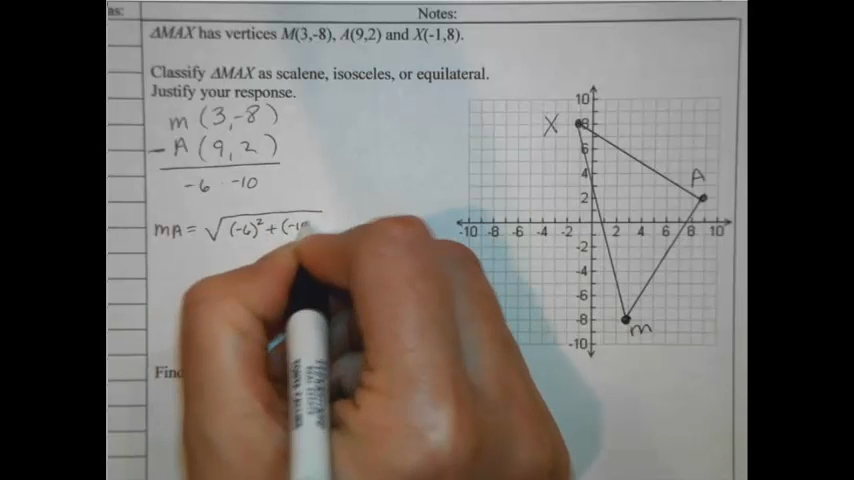 as:
Notes:
ΔMAX has vertices M(3,-8), A(9,2) and X(-1,8).
Classify ΔMAX as scalene, isosceles, or equilateral.
Justify your response.
m (3,-8)
- A (9, 2)
-6 -10
mA = √(-6)² + (-1
Find
X
A
m
10
8
6
4
2
-10 -8 -6 -4 -2 2 4 6 8 10
-2
-4
-6
-8
-10